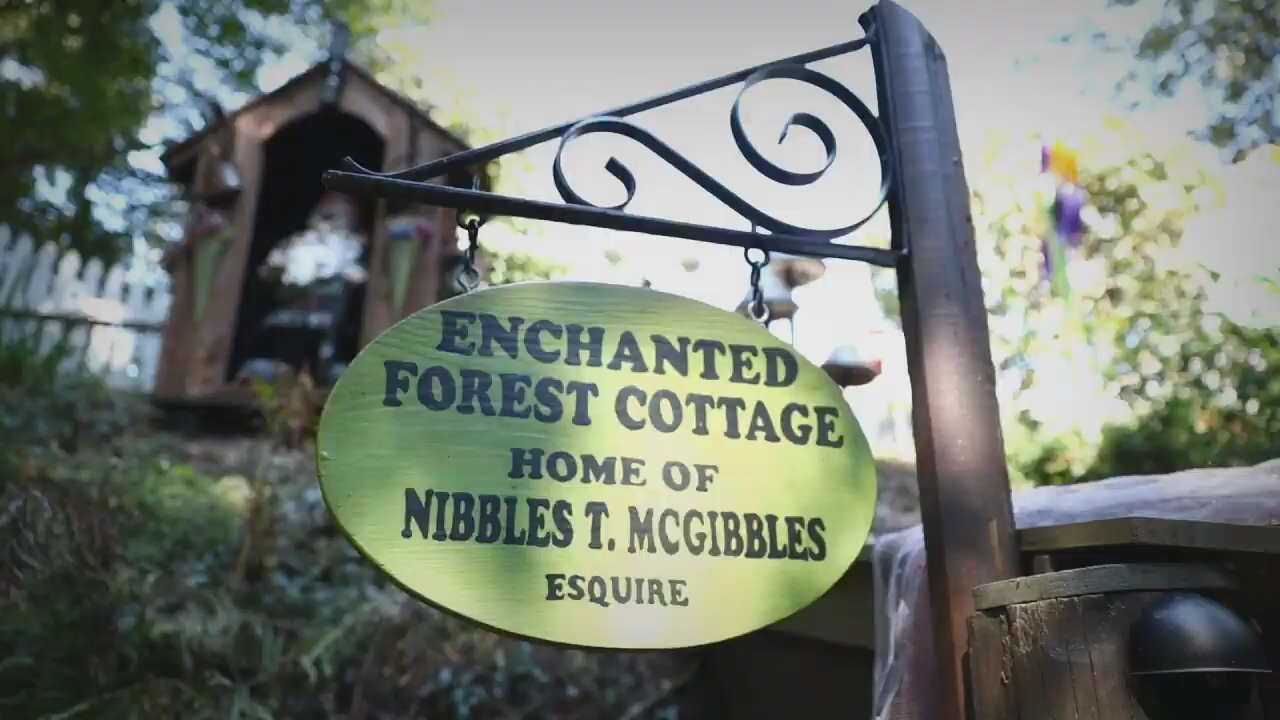 ENCHANTED
FOREST COTTAGE
HOME OF
NIBBLES T. MCGIBBLES
ESQUIRE